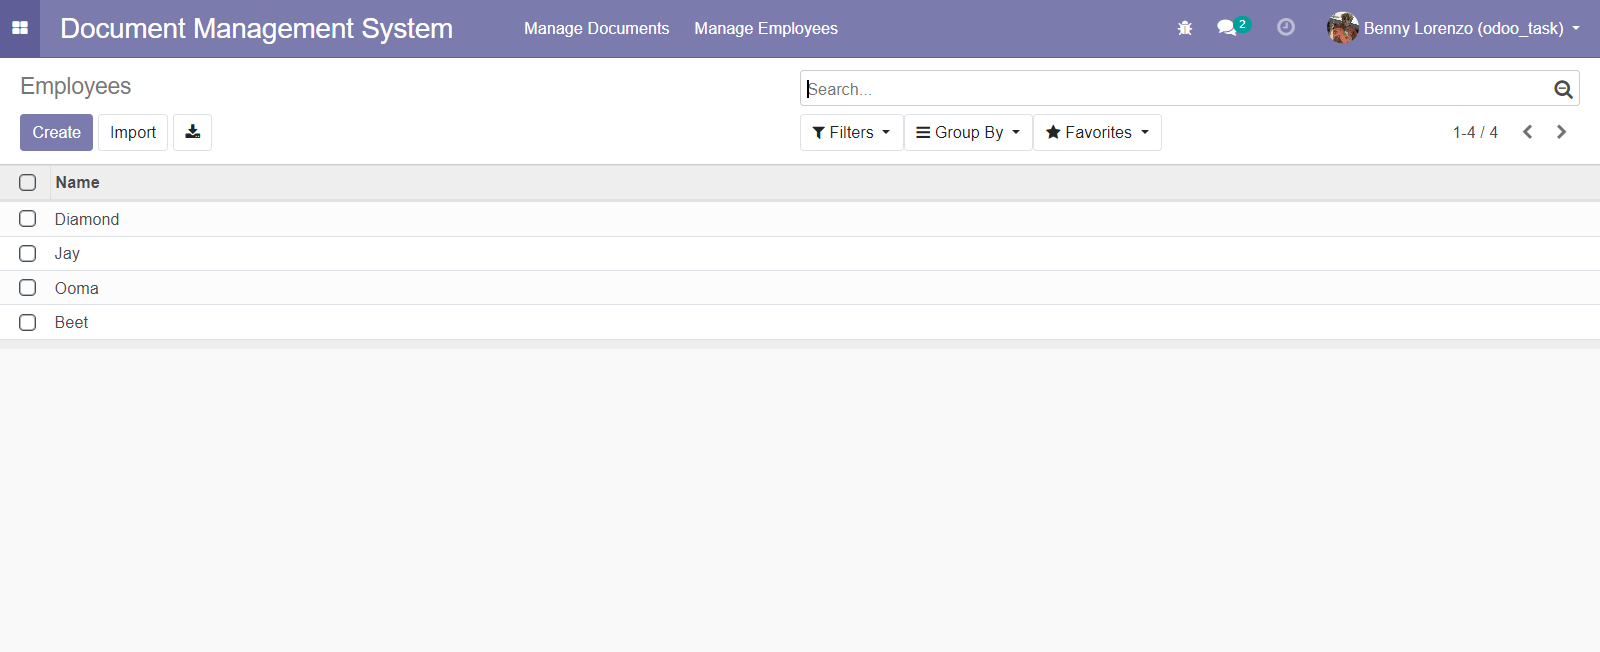 Document Management System Manage Documents Manage Employees 2 Benny Lorenzo (odoo_task)
Employees Search...
Create Import Filters Group By Favorites 1-4 / 4
Name
Diamond
Jay
Ooma
Beet